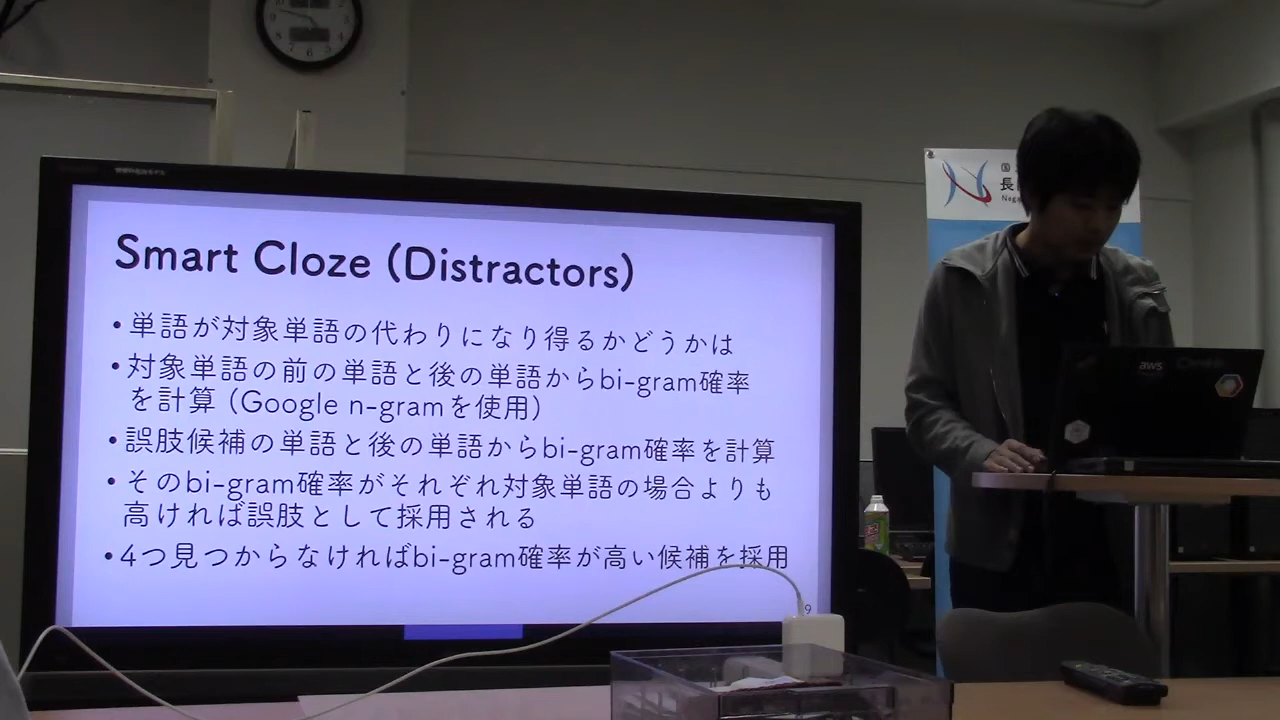 Smart Cloze (Distractors)
•単語が対象単語の代わりになり得るかどうかは
•対象単語の前の単語と後の単語からbi-gram確率
を計算 (Google n-gramを使用)
•誤肢候補の単語と後の単語からbi-gram確率を計算
•そのbi-gram確率がそれぞれ対象単語の場合よりも
高ければ誤肢として採用される
•4つ見つからなければbi-gram確率が高い候補を採用
9
国
長
Naga
aws